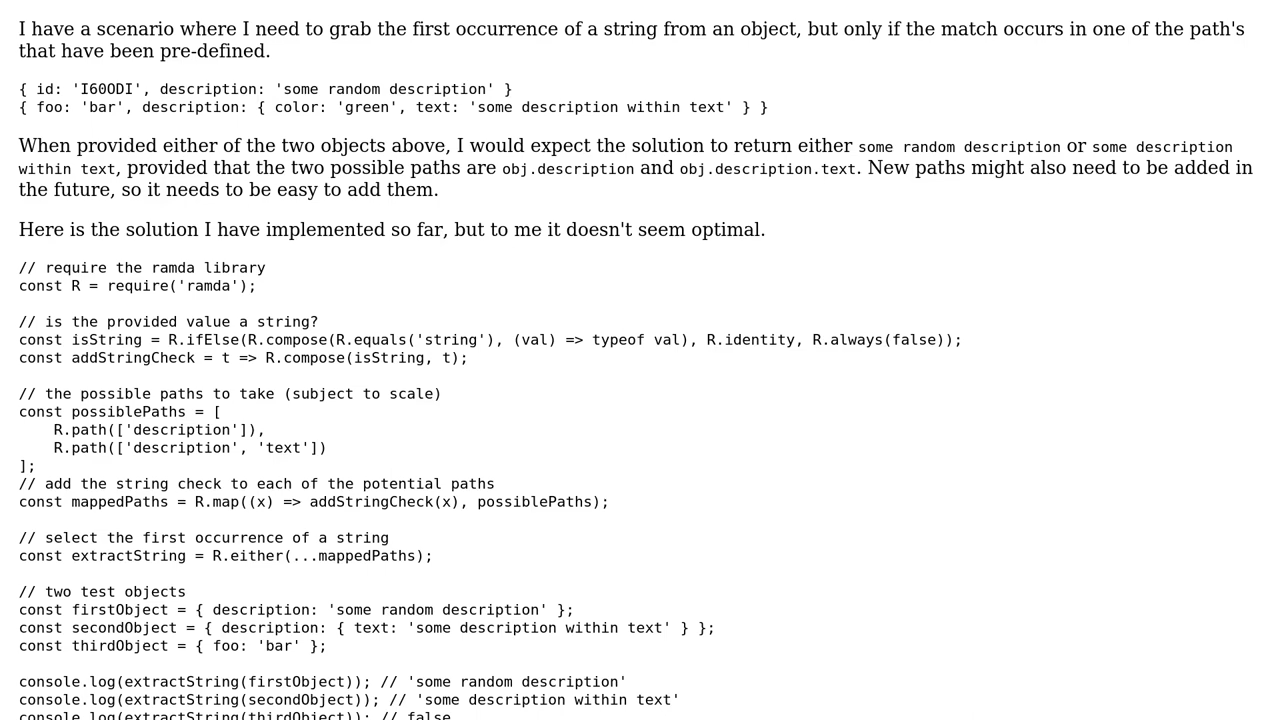 I have a scenario where I need to grab the first occurrence of a string from an object, but only if the match occurs in one of the path's
that have been pre-defined.
{ id: 'I60ODI', description: 'some random description' }
{ foo: 'bar', description: { color: 'green', text: 'some description within text' } }
When provided either of the two objects above, I would expect the solution to return either some random description or some description
within text, provided that the two possible paths are obj.description and obj.description.text. New paths might also need to be added in
the future, so it needs to be easy to add them.
Here is the solution I have implemented so far, but to me it doesn't seem optimal.
// require the ramda library
const R = require('ramda');
// is the provided value a string?
const isString = R.ifElse(R.compose(R.equals('string'), (val) => typeof val), R.identity, R.always(false));
const addStringCheck = t => R.compose(isString, t);
// the possible paths to take (subject to scale)
const possiblePaths = [
    R.path(['description']),
    R.path(['description', 'text'])
];
// add the string check to each of the potential paths
const mappedPaths = R.map((x) => addStringCheck(x), possiblePaths);
// select the first occurrence of a string
const extractString = R.either(...mappedPaths);
// two test objects
const firstObject = { description: 'some random description' };
const secondObject = { description: { text: 'some description within text' } };
const thirdObject = { foo: 'bar' };
console.log(extractString(firstObject)); // 'some random description'
console.log(extractString(secondObject)); // 'some description within text'
console.log(extractString(thirdObject)); // false